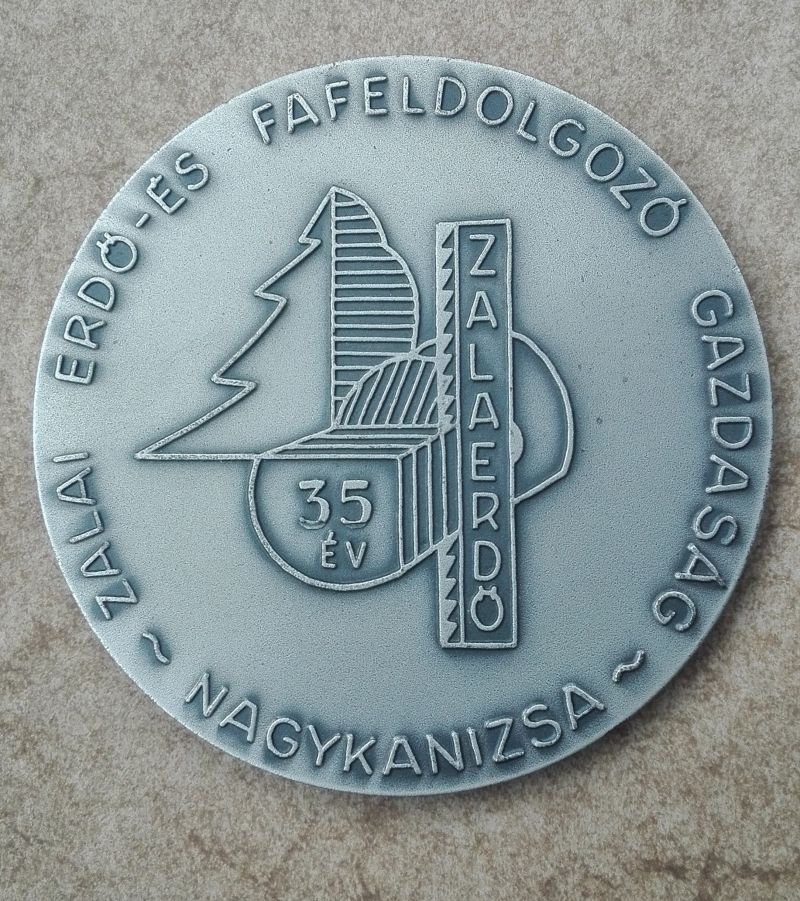 ZALAI ERDŐ-ÉS FAFELDOLGOZÓ GAZDASÁG
~ NAGYKANIZSA ~
ZALAERDŐ
35
ÉV